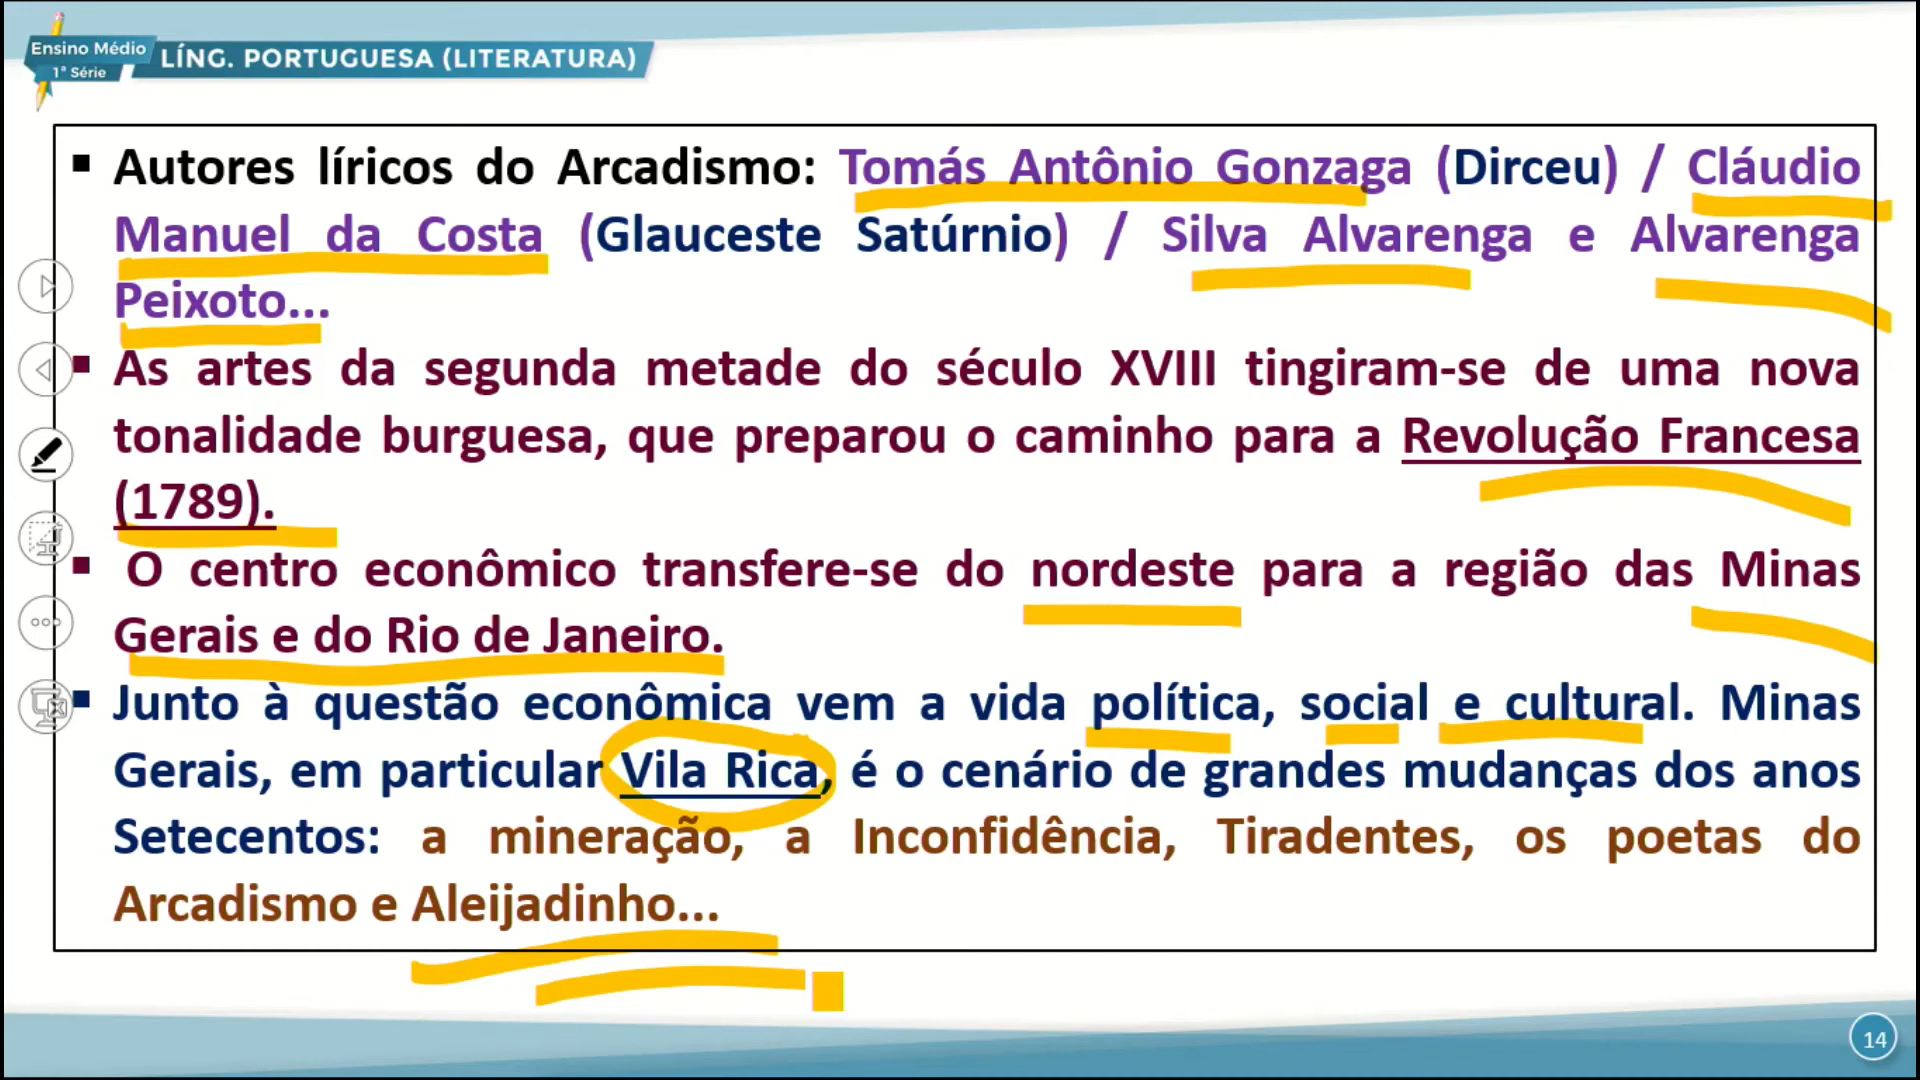 Ensino Médio
1ª Série
LÍNG. PORTUGUESA (LITERATURA)
▪ Autores líricos do Arcadismo: Tomás Antônio Gonzaga (Dirceu) / Cláudio
Manuel da Costa (Glauceste Satúrnio) / Silva Alvarenga e Alvarenga
Peixoto...
▪ As artes da segunda metade do século XVIII tingiram-se de uma nova
tonalidade burguesa, que preparou o caminho para a Revolução Francesa
(1789).
▪ O centro econômico transfere-se do nordeste para a região das Minas
Gerais e do Rio de Janeiro.
▪ Junto à questão econômica vem a vida política, social e cultural. Minas
Gerais, em particular Vila Rica, é o cenário de grandes mudanças dos anos
Setecentos: a mineração, a Inconfidência, Tiradentes, os poetas do
Arcadismo e Aleijadinho...
14